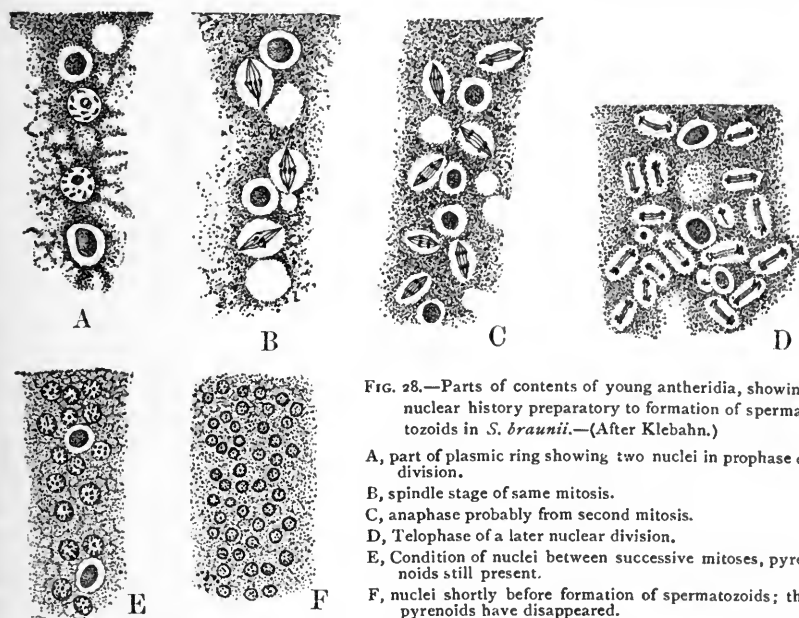 A
B
C
D
E
F
FIG. 28.—Parts of contents of young antheridia, showin
nuclear history preparatory to formation of sperma
tozoids in S. braunii.—(After Klebahn.)
A, part of plasmic ring showing two nuclei in prophase
division.
B, spindle stage of same mitosis.
C, anaphase probably from second mitosis.
D, Telophase of a later nuclear division.
E, Condition of nuclei between successive mitoses, pyre
noids still present.
F, nuclei shortly before formation of spermatozoids; th
pyrenoids have disappeared.